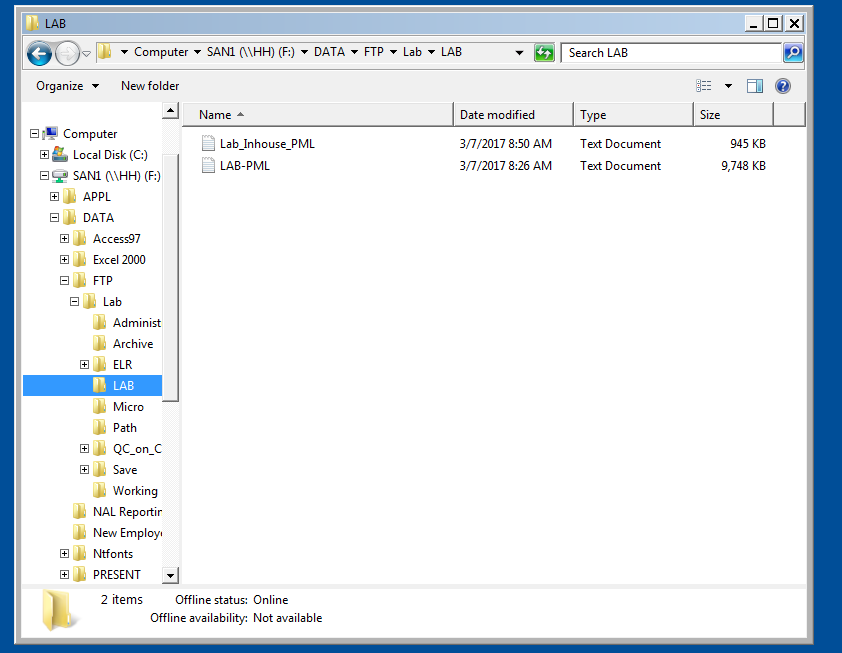 LAB
Computer SAN1 (\\HH) (F:) DATA FTP Lab LAB Search LAB
Organize New folder
Name Date modified Type Size
Lab_Inhouse_PML 3/7/2017 8:50 AM Text Document 945 KB
LAB-PML 3/7/2017 8:26 AM Text Document 9,748 KB
Computer
Local Disk (C:)
SAN1 (\\HH) (F:)
APPL
DATA
Access97
Excel 2000
FTP
Lab
Administ
Archive
ELR
LAB
Micro
Path
QC_on_C
Save
Working
NAL Reportin
New Employe
Ntfonts
PRESENT
2 items Offline status: Online
Offline availability: Not available